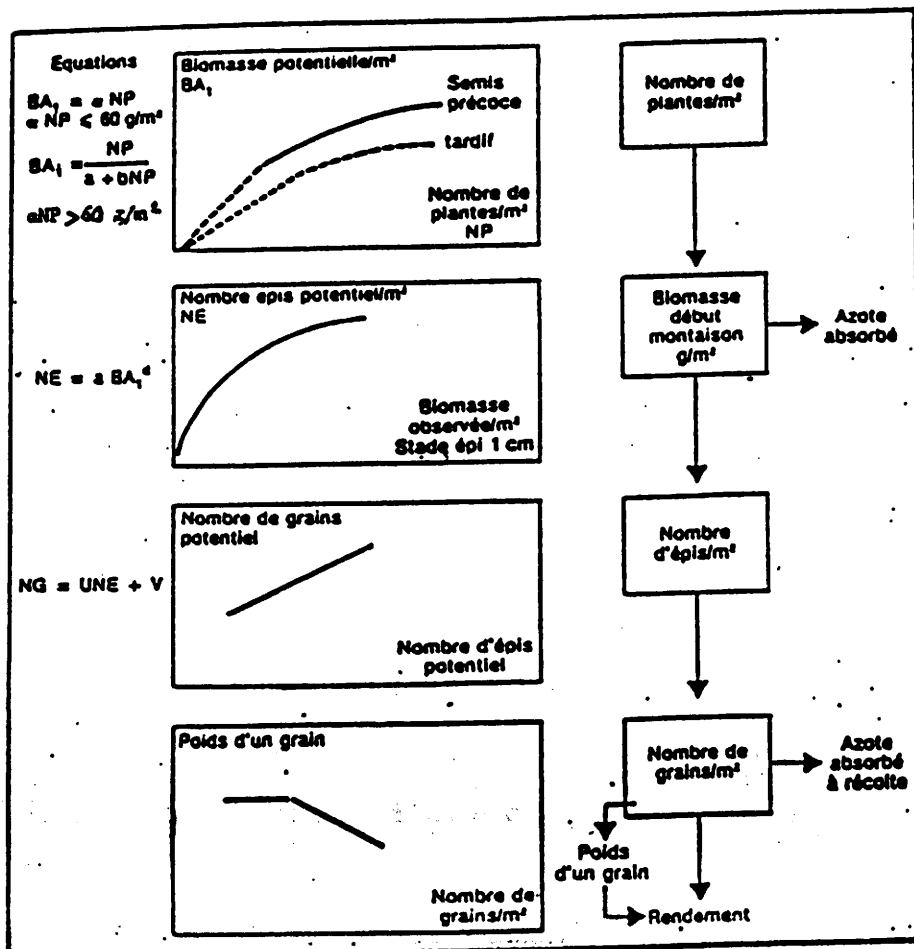 Equations
BA₁ = α NP
α NP ≤ 60 g/m²
BA₁ = NP / a + bNP
αNP > 60 g/m²
Biomasse potentielle/m²
BA₁
Semis
précoce
tardif
Nombre de
plantes/m²
NP
Nombre de
plantes/m²
NE = a BA₁ᵈ
Nombre epis potentiel/m²
NE
Biomasse
observée/m²
Stade épi 1 cm
Biomasse
début
montaison
g/m²
Azote
absorbé
NG = UNE + V
Nombre de grains
potentiel
Nombre d'épis
potentiel
Nombre
d'épis/m²
Poids d'un grain
Nombre de
grains/m²
Nombre de
grains/m²
Azote
absorbé
à récolte
Poids
d'un grain
Rendement